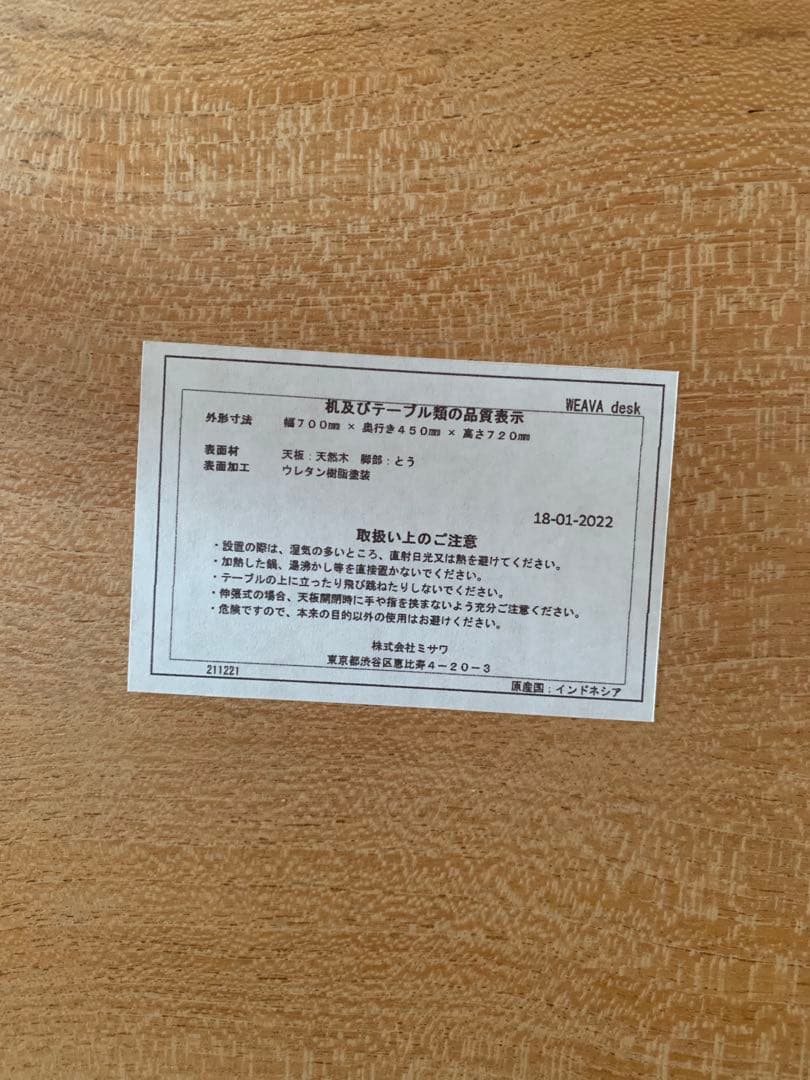 WEAVA desk
机及びテーブル類の品質表示
外形寸法 幅700㎜ × 奥行き450㎜ × 高さ720㎜
表面材 天板：天然木 脚部：とう
表面加工 ウレタン樹脂塗装
18-01-2022
取扱い上のご注意
・設置の際は、湿気の多いところ、直射日光又は熱を避けてください。
・加熱した鍋、湯沸かし等を直接置かないでください。
・テーブルの上に立ったり飛び跳ねたりしないでください。
・伸張式の場合、天板開閉時に手や指を挟まないよう充分ご注意ください。
・危険ですので、本来の目的以外の使用はお避けください。
株式会社ミサワ
東京都渋谷区恵比寿4－20－3
211221
原産国：インドネシア